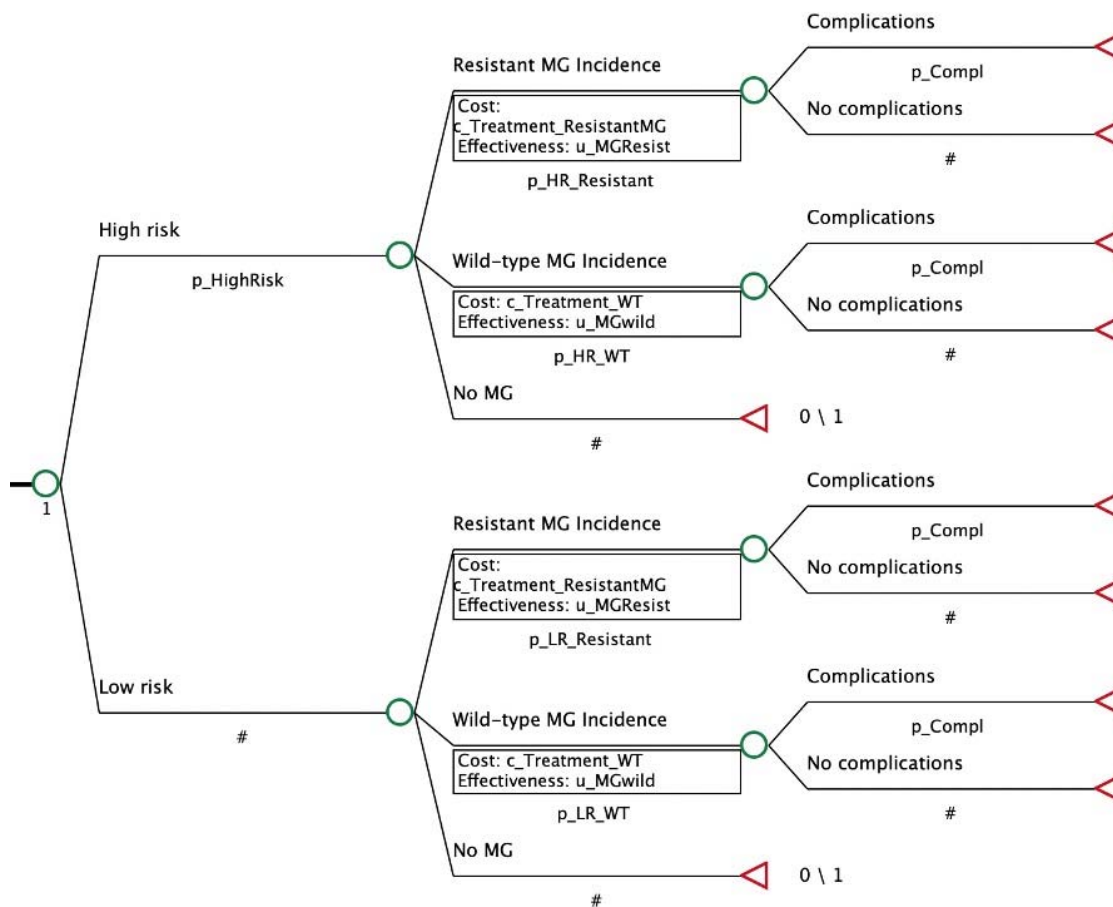 Complications
p_Compl
Resistant MG Incidence
No complications
Cost:
c_Treatment_ResistantMG
Effectiveness: u_MGResist
#
p_HR_Resistant
Complications
High risk
Wild-type MG Incidence
p_Compl
p_HighRisk
Cost: c_Treatment_WT
No complications
Effectiveness: u_MGwild
p_HR_WT
#
No MG
0 \ 1
#
Complications
1
Resistant MG Incidence
p_Compl
Cost:
No complications
c_Treatment_ResistantMG
Effectiveness: u_MGResist
#
p_LR_Resistant
Complications
Low risk
Wild-type MG Incidence
p_Compl
#
Cost: c_Treatment_WT
No complications
Effectiveness: u_MGwild
p_LR_WT
#
No MG
0 \ 1
#